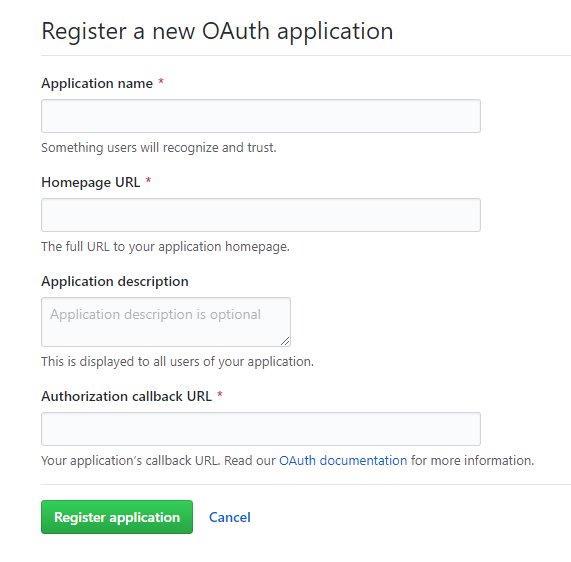 Register a new OAuth application
Application name *
Something users will recognize and trust.
Homepage URL *
The full URL to your application homepage.
Application description
Application description is optional
This is displayed to all users of your application.
Authorization callback URL *
Your application’s callback URL. Read our OAuth documentation for more information.
Register application Cancel